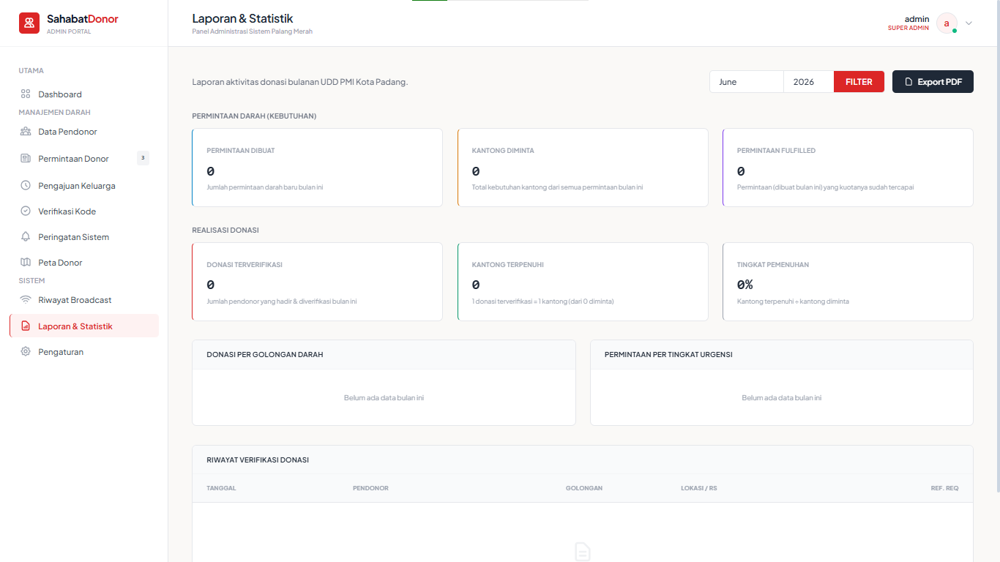 SahabatDonor
ADMIN PORTAL
Laporan & Statistik
Panel Administrasi Sistem Palang Merah
admin
SUPER ADMIN
a
UTAMA
Dashboard
MANAJEMEN DARAH
Data Pendonor
Permintaan Donor
3
Pengajuan Keluarga
Verifikasi Kode
Peringatan Sistem
Peta Donor
SISTEM
Riwayat Broadcast
Laporan & Statistik
Pengaturan
Laporan aktivitas donasi bulanan UDD PMI Kota Padang.
June
2026
FILTER
Export PDF
PERMINTAAN DARAH (KEBUTUHAN)
PERMINTAAN DIBUAT
0
Jumlah permintaan darah baru bulan ini
KANTONG DIMINTA
0
Total kebutuhan kantong dari semua permintaan bulan ini
PERMINTAAN FULFILLED
0
Permintaan (dibuat bulan ini) yang kuotanya sudah tercapai
REALISASI DONASI
DONASI TERVERIFIKASI
0
Jumlah pendonor yang hadir & diverifikasi bulan ini
KANTONG TERPENUHI
0
1 donasi terverifikasi = 1 kantong (dari 0 diminta)
TINGKAT PEMENUHAN
0%
Kantong terpenuhi ÷ kantong diminta
DONASI PER GOLONGAN DARAH
Belum ada data bulan ini
PERMINTAAN PER TINGKAT URGENSI
Belum ada data bulan ini
RIWAYAT VERIFIKASI DONASI
TANGGAL PENDONOR GOLONGAN LOKASI / RS REF. REQ